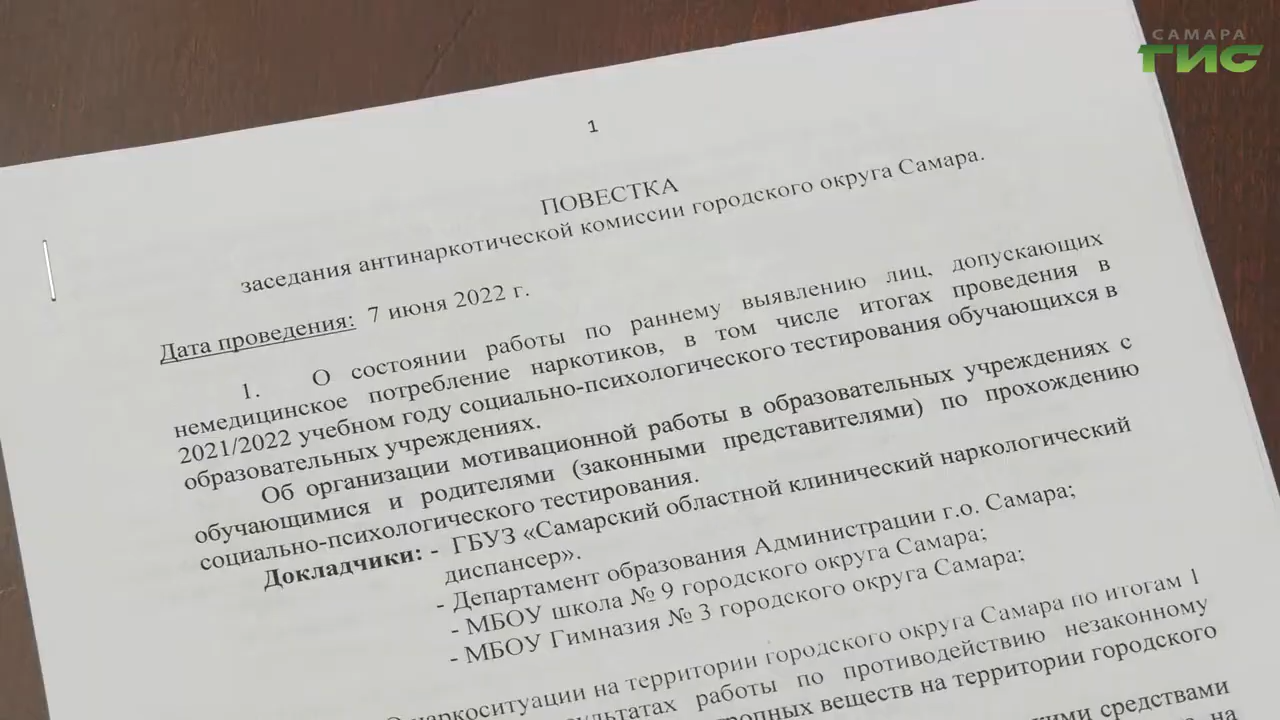 САМАРА
ГИС
1
ПОВЕСТКА
заседания антинаркотической комиссии городского округа Самара.
Дата проведения: 7 июня 2022 г.
1. О состоянии работы по раннему выявлению лиц, допускающих
немедицинское потребление наркотиков, в том числе итогах проведения в
2021/2022 учебном году социально-психологического тестирования обучающихся в
образовательных учреждениях.
Об организации мотивационной работы в образовательных учреждениях с
обучающимися и родителями (законными представителями) по прохождению
социально-психологического тестирования.
Докладчики: - ГБУЗ «Самарский областной клинический наркологический
диспансер».
- Департамент образования Администрации г.о. Самара;
- МБОУ школа № 9 городского округа Самара;
- МБОУ Гимназия № 3 городского округа Самара;
О наркоситуации на территории городского округа Самара по итогам 1
работы по противодействию незаконному
веществ на территории городского
средствами
на